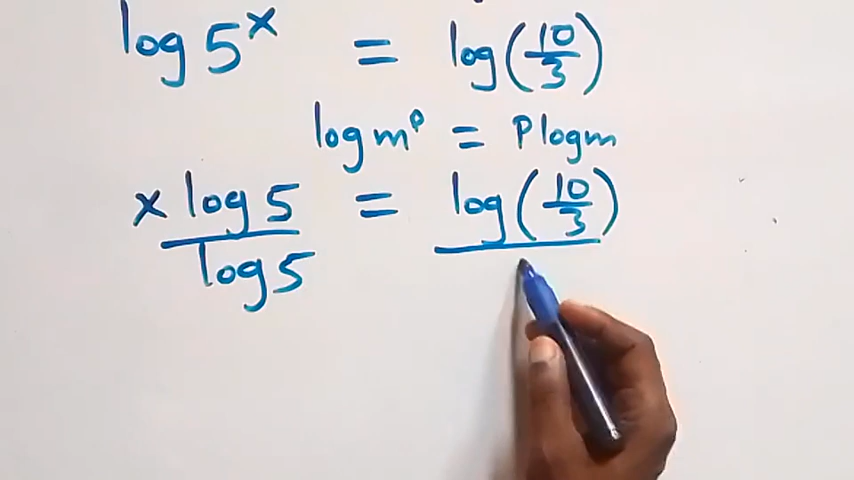 log 5^x = log(10/3)
log m^p = P log m
x log 5 / log 5 = log(10/3) /